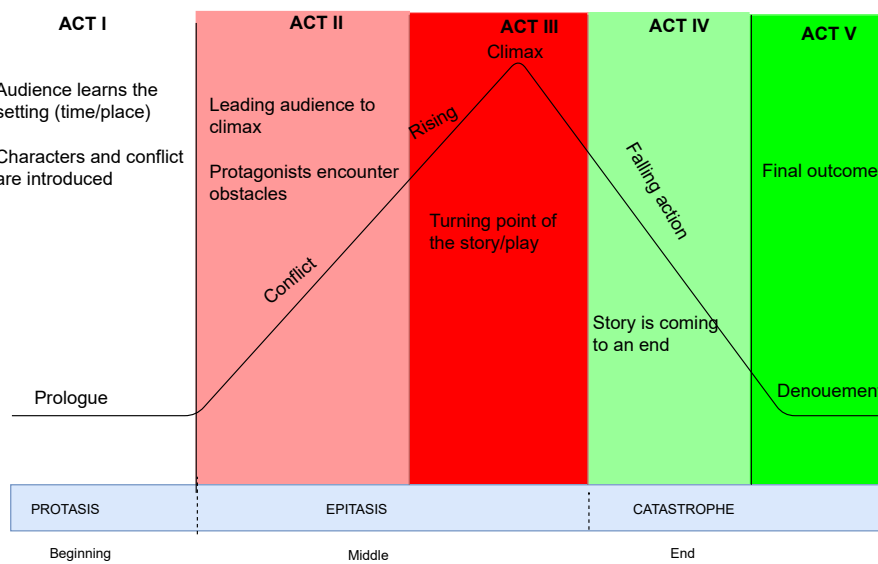 ACT I
ACT II
ACT III
ACT IV
ACT V
Climax
Audience learns the
setting (time/place)
Characters and conflict
are introduced
Leading audience to
climax
Protagonists encounter
obstacles
Rising
Conflict
Turning point of
the story/play
Falling action
Story is coming
to an end
Final outcome
Prologue
Denouement
PROTASIS
EPITASIS
CATASTROPHE
Beginning
Middle
End